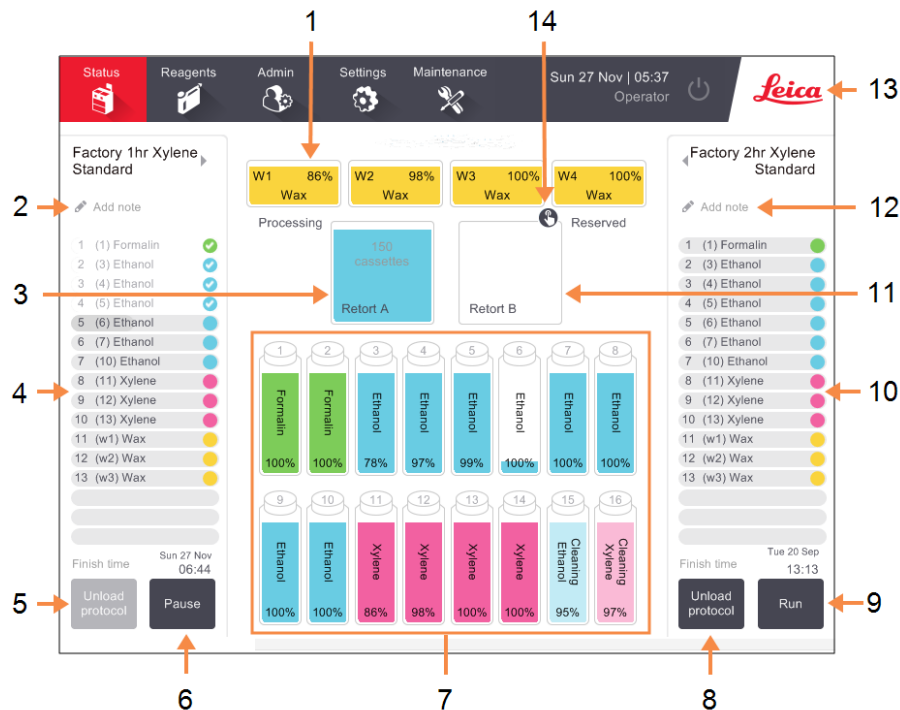 1
14
Status
Reagents
Admin
Settings
Maintenance
Sun 27 Nov | 05:37
Operator
Leica
13
Factory 1hr Xylene
Standard
2
Add note
1 (1) Formalin
2 (3) Ethanol
3 (4) Ethanol
4 (5) Ethanol
5 (6) Ethanol
6 (7) Ethanol
7 (10) Ethanol
8 (11) Xylene
9 (12) Xylene
10 (13) Xylene
11 (w1) Wax
12 (w2) Wax
13 (w3) Wax
3
4
Finish time
Sun 27 Nov
06:44
5
Unload
protocol
Pause
6
W1 86%
Wax
W2 98%
Wax
W3 100%
Wax
W4 100%
Wax
Processing
Reserved
150
cassettes
Retort A
Retort B
11
1
Formalin
100%
2
Formalin
100%
3
Ethanol
78%
4
Ethanol
97%
5
Ethanol
99%
6
Ethanol
100%
7
Ethanol
100%
8
Ethanol
100%
9
Ethanol
100%
10
Ethanol
100%
11
Xylene
86%
12
Xylene
98%
13
Xylene
100%
14
Xylene
100%
15
Cleaning
Ethanol
95%
16
Cleaning
Xylene
97%
7
Factory 2hr Xylene
Standard
Add note
12
1 (1) Formalin
2 (3) Ethanol
3 (4) Ethanol
4 (5) Ethanol
5 (6) Ethanol
6 (7) Ethanol
7 (10) Ethanol
8 (11) Xylene
9 (12) Xylene
10 (13) Xylene
11 (w1) Wax
12 (w2) Wax
13 (w3) Wax
10
Finish time
Tue 20 Sep
13:13
Unload
protocol
Run
9
8